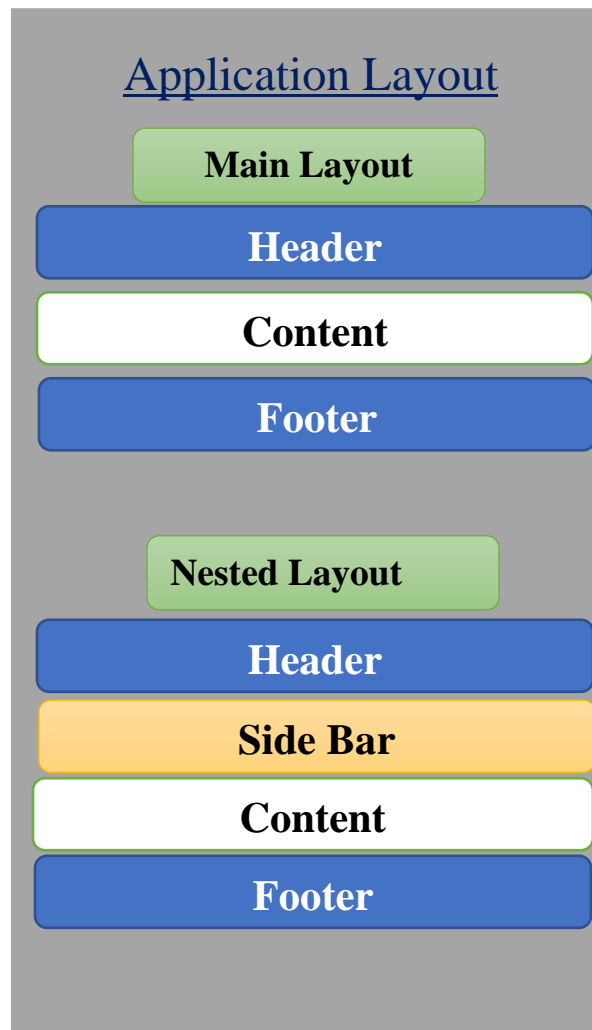 Application Layout
Main Layout
Header
Content
Footer
Nested Layout
Header
Side Bar
Content
Footer